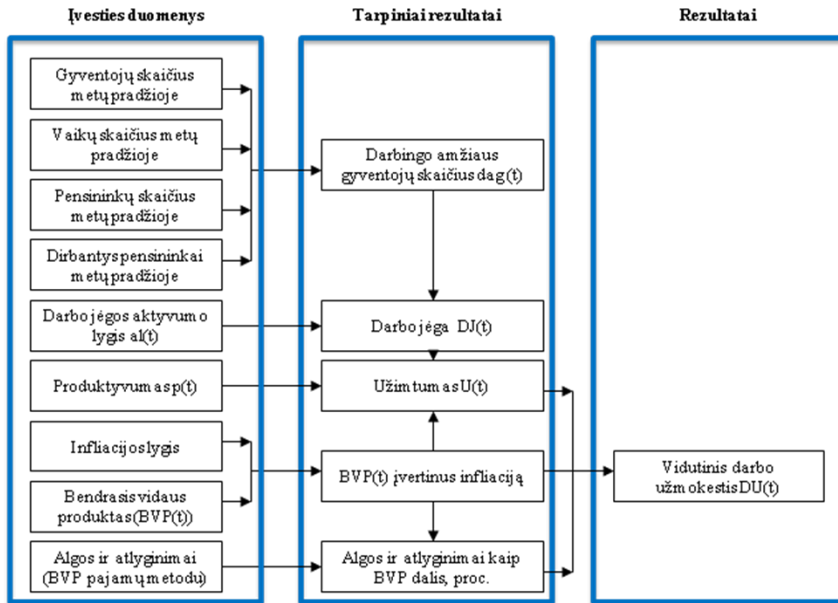 Įvesties duomenys
Tarpiniai rezultatai
Rezultatai
Gyventojų skaičius
metų pradžioje
Vaikų skaičius metų
pradžioje
Pensininkų skaičius
metų pradžioje
Dirbantys pensininkai
metų pradžioje
Darbo jėgos aktyvumo
lygis al(t)
Produktyvumas p(t)
Infliacijos lygis
Bendrasis vidaus
produktas (BVP(t))
Algos ir atlyginimai
(BVP pajamų metodu)
Darbingo amžiaus
gyventojų skaičius dag(t)
Darbo jėga DJ(t)
Užimtumas U(t)
BVP(t) įvertinus infliaciją
Algos ir atlyginimai kaip
BVP dalis, proc.
Vidutinis darbo
užmokestis DU(t)